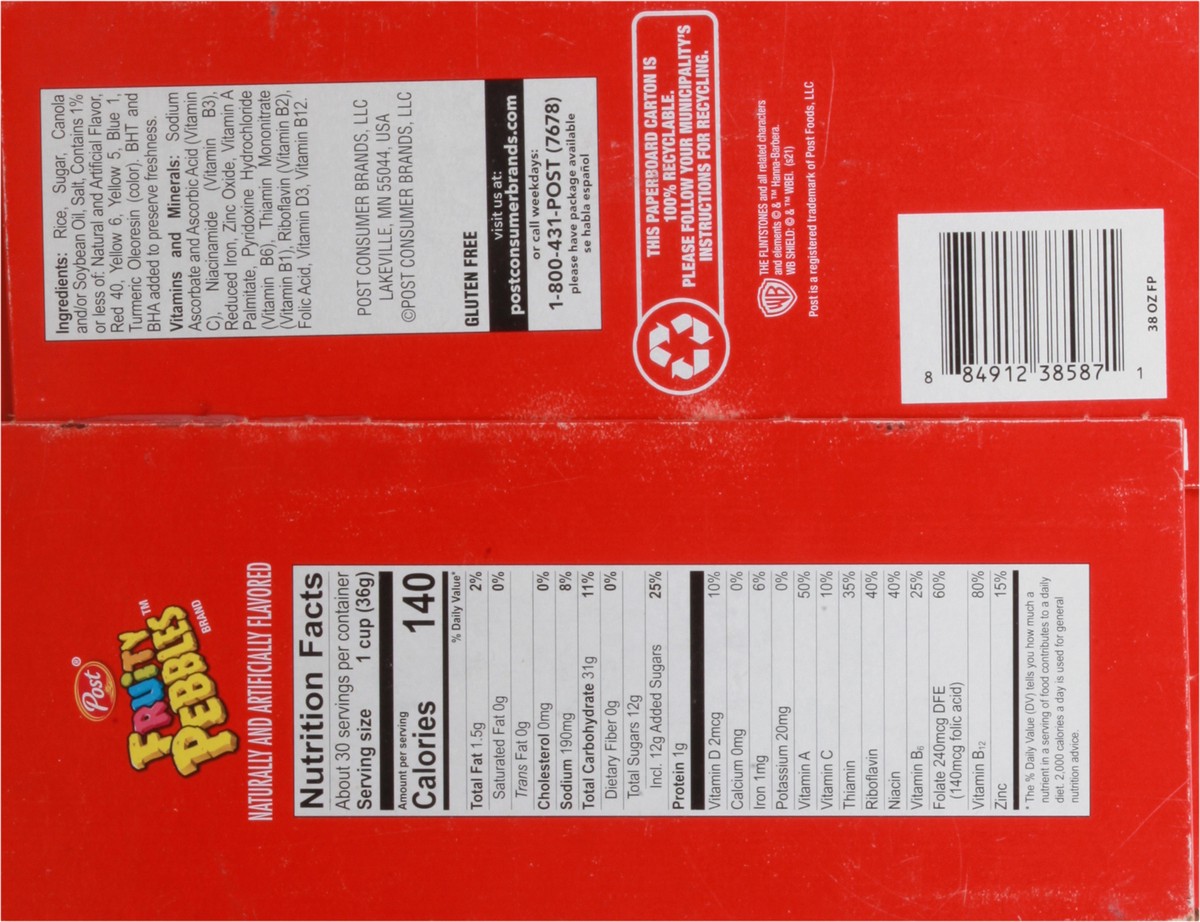 Post®
FRUITY™
PEBBLES
BRAND
NATURALLY AND ARTIFICIALLY FLAVORED
Nutrition Facts
About 30 servings per container
Serving size 1 cup (36g)
Amount per serving
Calories 140
% Daily Value*
Total Fat 1.5g 2%
Saturated Fat 0g 0%
Trans Fat 0g
Cholesterol 0mg 0%
Sodium 190mg 8%
Total Carbohydrate 31g 11%
Dietary Fiber 0g 0%
Total Sugars 12g
Incl. 12g Added Sugars 25%
Protein 1g
Vitamin D 2mcg 10%
Calcium 0mg 0%
Iron 1mg 6%
Potassium 20mg 0%
Vitamin A 50%
Vitamin C 10%
Thiamin 35%
Riboflavin 40%
Niacin 40%
Vitamin B6 25%
Folate 240mcg DFE 60%
(140mcg folic acid)
Vitamin B12 80%
Zinc 15%
* The % Daily Value (DV) tells you how much a
nutrient in a serving of food contributes to a daily
diet. 2,000 calories a day is used for general
nutrition advice.
Ingredients: Rice, Sugar, Canola
and/or Soybean Oil, Salt, Contains 1%
or less of: Natural and Artificial Flavor,
Red 40, Yellow 6, Yellow 5, Blue 1,
Turmeric Oleoresin (color). BHT and
BHA added to preserve freshness.
Vitamins and Minerals: Sodium
Ascorbate and Ascorbic Acid (Vitamin
C), Niacinamide (Vitamin B3),
Reduced Iron, Zinc Oxide, Vitamin A
Palmitate, Pyridoxine Hydrochloride
(Vitamin B6), Thiamin Mononitrate
(Vitamin B1), Riboflavin (Vitamin B2),
Folic Acid, Vitamin D3, Vitamin B12.
POST CONSUMER BRANDS, LLC
LAKEVILLE, MN 55044, USA
©POST CONSUMER BRANDS, LLC
GLUTEN FREE
visit us at:
postconsumerbrands.com
or call weekdays:
1-800-431-POST (7678)
please have package available
se habla español
THIS PAPERBOARD CARTON IS
100% RECYCLABLE.
PLEASE FOLLOW YOUR MUNICIPALITY'S
INSTRUCTIONS FOR RECYCLING.
WB
THE FLINTSTONES and all related characters
and elements © & ™ Hanna-Barbera.
WB SHIELD: © & ™ WBEI. (s21)
Post is a registered trademark of Post Foods, LLC
8 84912 38587 1
38 OZ FP